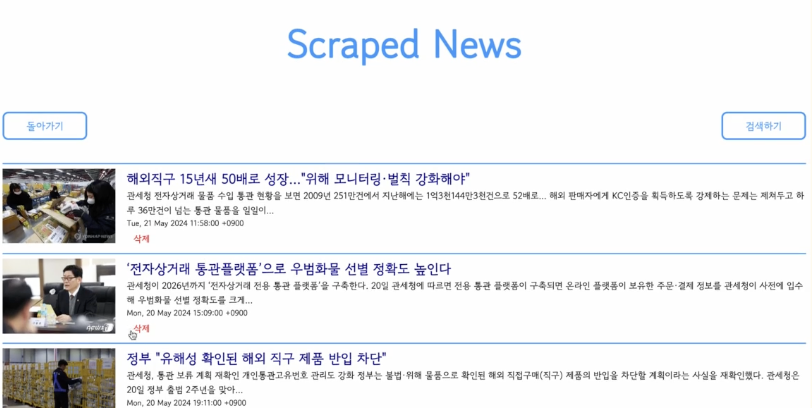 Scraped News
돌아가기
검색하기
해외직구 15년새 50배로 성장..."위해 모니터링·벌칙 강화해야"
관세청 전자상거래 물품 수입 통관 현황을 보면 2009년 251만건에서 지난해에는 1억3천144만3천건으로 52배로... 해외 판매자에게 KC인증을 획득하도록 강제하는 문제는 제쳐두고 하
루 36만건이 넘는 통관 물품을 일일이...
Tue, 21 May 2024 11:58:00 +0900
삭제
'전자상거래 통관플랫폼'으로 우범화물 선별 정확도 높인다
관세청이 2026년까지 '전자상거래 전용 통관 플랫폼'을 구축한다. 20일 관세청에 따르면 전용 통관 플랫폼이 구축되면 온라인 플랫폼이 보유한 주문·결제 정보를 관세청이 사전에 입수
해 우범화물 선별 정확도를 크게...
Mon, 20 May 2024 15:09:00 +0900
삭제
정부 "유해성 확인된 해외 직구 제품 반입 차단"
관세청, 통관 보류 계획 재확인 개인통관고유번호 관리도 강화 정부는 불법·위해 물품으로 확인된 해외 직접구매(직구) 제품의 반입을 차단할 계획이라는 사실을 재확인했다. 관세청은
20일 정부 출범 2주년을 맞아...
Mon, 20 May 2024 19:11:00 +0900